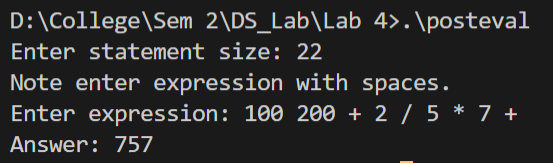 D:\College\Sem 2\DS_Lab\Lab 4>.\posteval
Enter statement size: 22
Note enter expression with spaces.
Enter expression: 100 200 + 2 / 5 * 7 +
Answer: 757